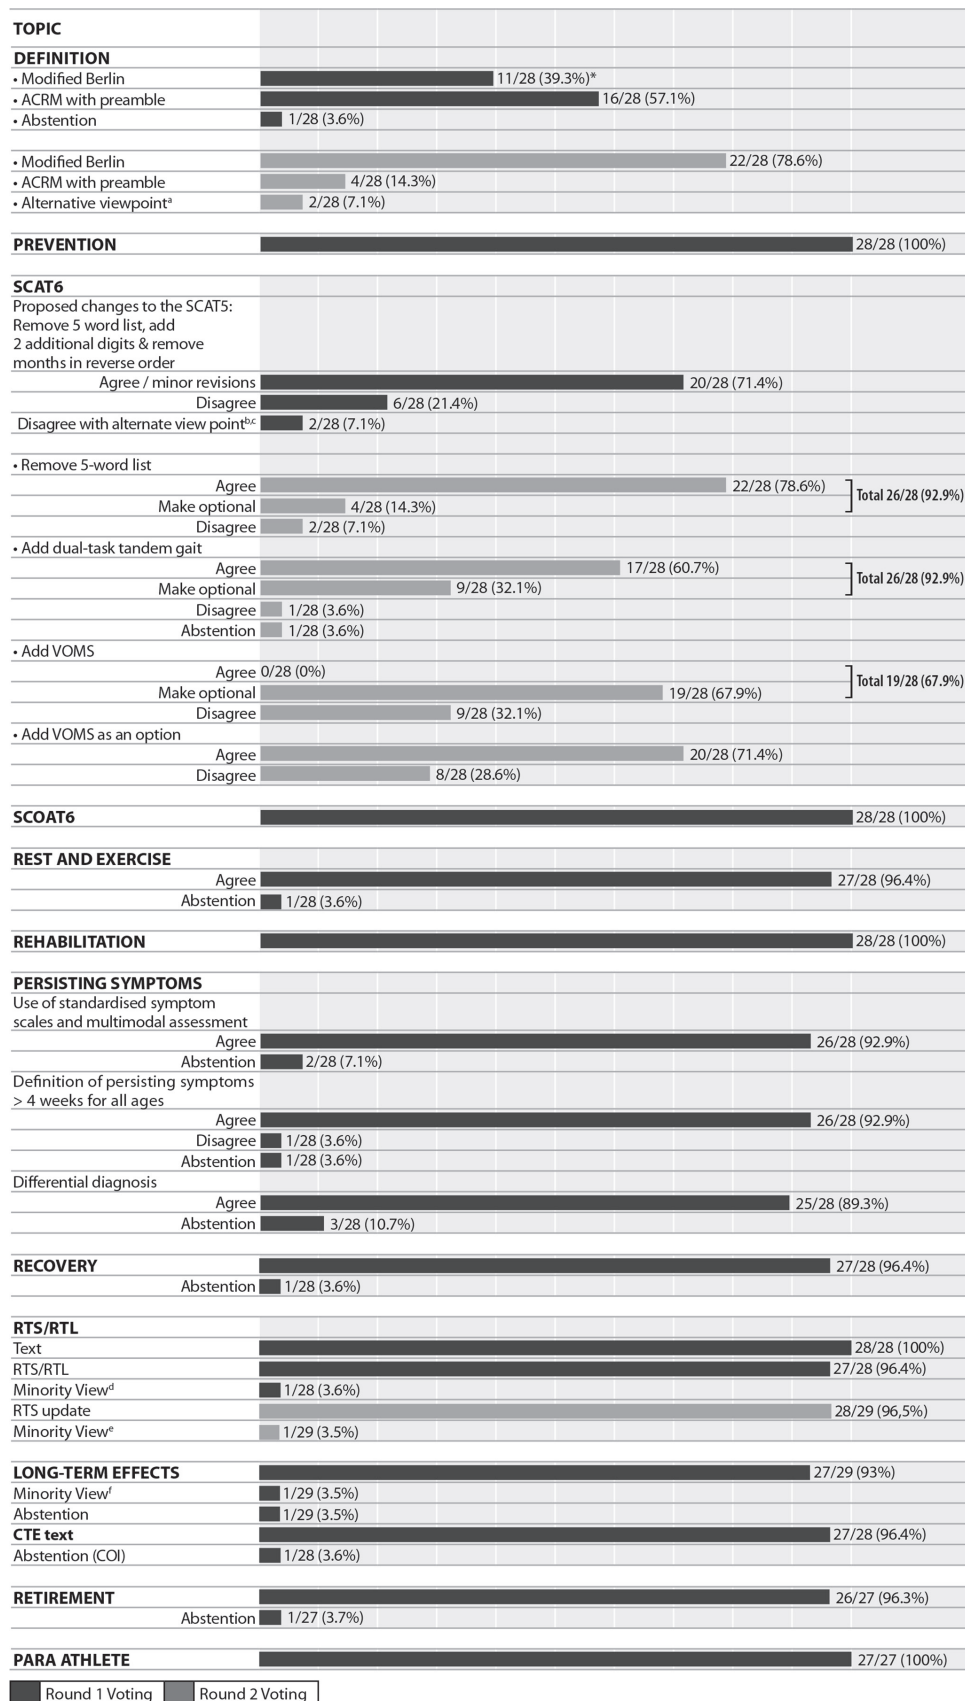 TOPIC
DEFINITION
• Modified Berlin 11/28 (39.3%)*
• ACRM with preamble 16/28 (57.1%)
• Abstention 1/28 (3.6%)
• Modified Berlin 22/28 (78.6%)
• ACRM with preamble 4/28 (14.3%)
• Alternative viewpointᵃ 2/28 (7.1%)
PREVENTION 28/28 (100%)
SCAT6
Proposed changes to the SCAT5:
Remove 5 word list, add
2 additional digits & remove
months in reverse order
Agree / minor revisions 20/28 (71.4%)
Disagree 6/28 (21.4%)
Disagree with alternate view pointᵇ,ᶜ 2/28 (7.1%)
• Remove 5-word list
Agree 22/28 (78.6%)
Total 26/28 (92.9%)
Make optional 4/28 (14.3%)
Disagree 2/28 (7.1%)
• Add dual-task tandem gait
Agree 17/28 (60.7%)
Total 26/28 (92.9%)
Make optional 9/28 (32.1%)
Disagree 1/28 (3.6%)
Abstention 1/28 (3.6%)
• Add VOMS
Agree 0/28 (0%)
Total 19/28 (67.9%)
Make optional 19/28 (67.9%)
Disagree 9/28 (32.1%)
• Add VOMS as an option
Agree 20/28 (71.4%)
Disagree 8/28 (28.6%)
SCOAT6 28/28 (100%)
REST AND EXERCISE
Agree 27/28 (96.4%)
Abstention 1/28 (3.6%)
REHABILITATION 28/28 (100%)
PERSISTING SYMPTOMS
Use of standardised symptom
scales and multimodal assessment
Agree 26/28 (92.9%)
Abstention 2/28 (7.1%)
Definition of persisting symptoms
> 4 weeks for all ages
Agree 26/28 (92.9%)
Disagree 1/28 (3.6%)
Abstention 1/28 (3.6%)
Differential diagnosis
Agree 25/28 (89.3%)
Abstention 3/28 (10.7%)
RECOVERY 27/28 (96.4%)
Abstention 1/28 (3.6%)
RTS/RTL
Text 28/28 (100%)
RTS/RTL 27/28 (96.4%)
Minority Viewᵈ 1/28 (3.6%)
RTS update 28/29 (96,5%)
Minority Viewᵉ 1/29 (3.5%)
LONG-TERM EFFECTS 27/29 (93%)
Minority Viewᶠ 1/29 (3.5%)
Abstention 1/29 (3.5%)
CTE text 27/28 (96.4%)
Abstention (COI) 1/28 (3.6%)
RETIREMENT 26/27 (96.3%)
Abstention 1/27 (3.7%)
PARA ATHLETE 27/27 (100%)
Round 1 Voting Round 2 Voting